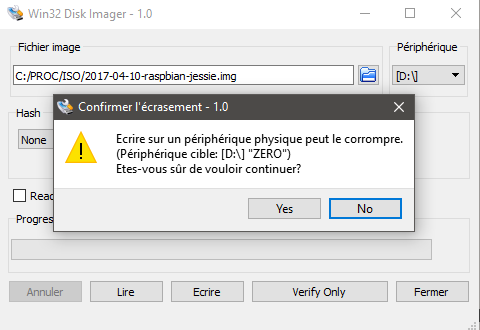 Win32 Disk Imager - 1.0
Fichier image
Périphérique
C:/PROC/ISO/2017-04-10-raspbian-jessie.img
[D:\]
Confirmer l'écrasement - 1.0
Hash
None
Ecrire sur un périphérique physique peut le corrompre.
(Périphérique cible: [D:\] "ZERO")
Etes-vous sûr de vouloir continuer?
Yes
No
Read
Progres
Annuler
Lire
Ecrire
Verify Only
Fermer